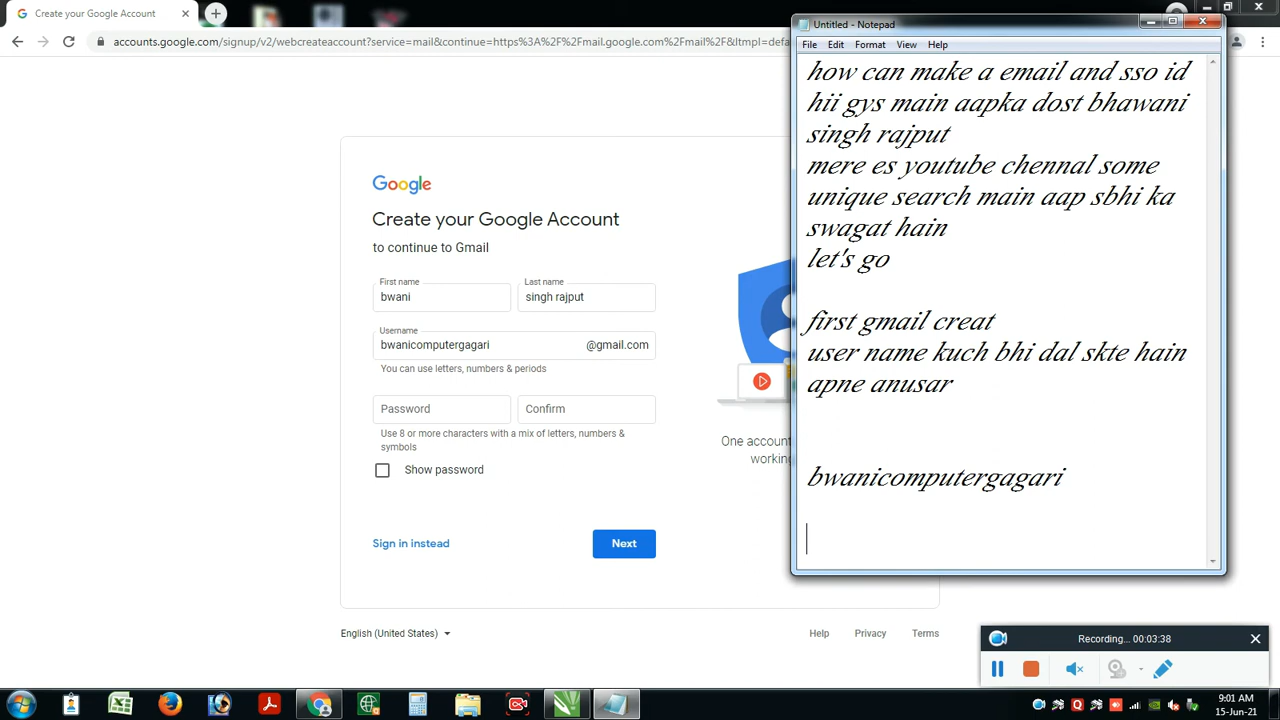 Create your Google Account
accounts.google.com/signup/v2/webcreateaccount?service=mail&continue=https%3A%2F%2Fmail.google.com%2Fmail%2F&ltmpl=defa
Untitled - Notepad
File Edit Format View Help
how can make a email and sso id
hii gys main aapka dost bhawani
singh rajput
mere es youtube chennal some
unique search main aap sbhi ka
swagat hain
let's go
first gmail creat
user name kuch bhi dal skte hain
apne anusar
bwanicomputergagari
Google
Create your Google Account
to continue to Gmail
First name
bwani
Last name
singh rajput
Username
bwanicomputergagari @gmail.com
You can use letters, numbers & periods
Password Confirm
Use 8 or more characters with a mix of letters, numbers &
symbols
Show password
Sign in instead Next
One account
working
English (United States) Help Privacy Terms
Recording... 00:03:38
9:01 AM
15-Jun-21